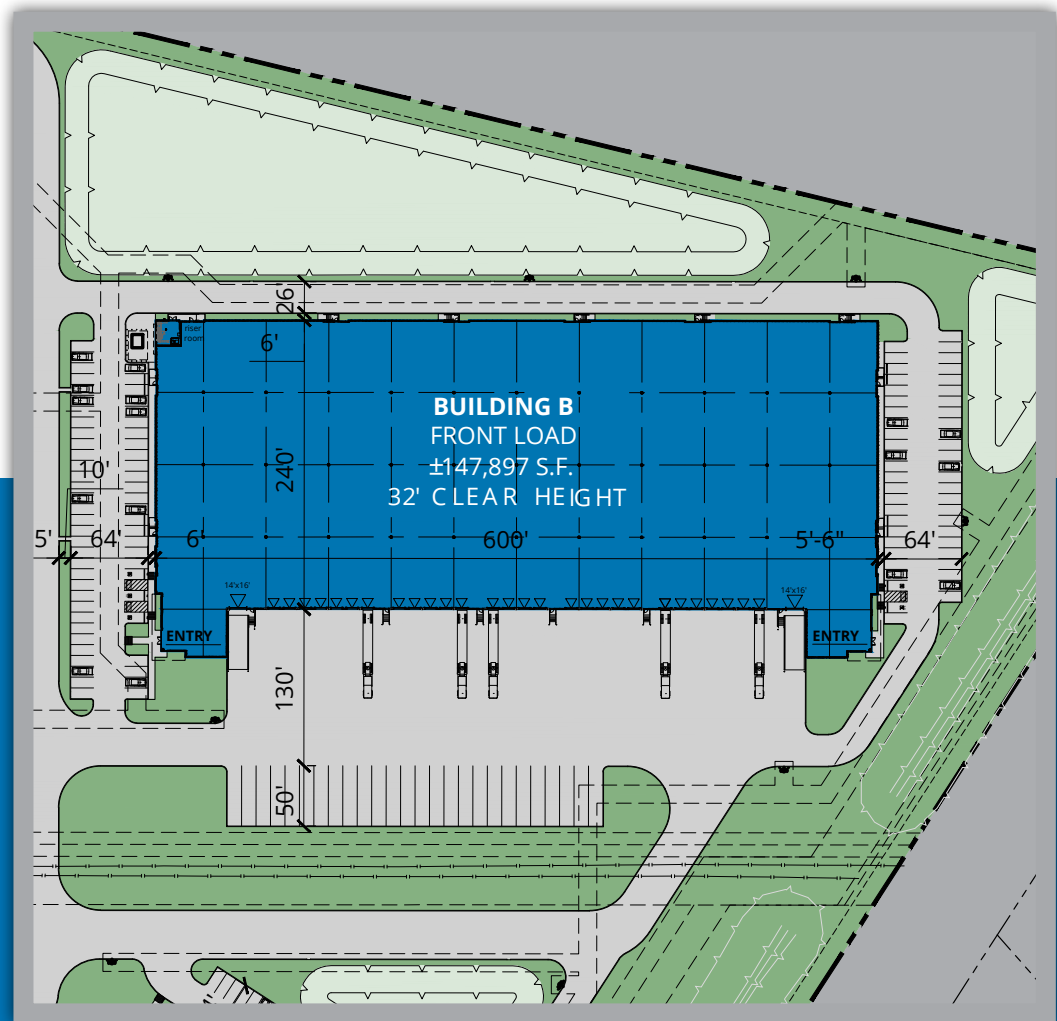 26'
riser
room
6'
BUILDING B
FRONT LOAD
±147,897 S.F.
32' CLEAR HEIGHT
240'
10'
5'
64'
6'
600'
5'-6"
64'
14'x16'
14'x16'
ENTRY
ENTRY
130'
50'